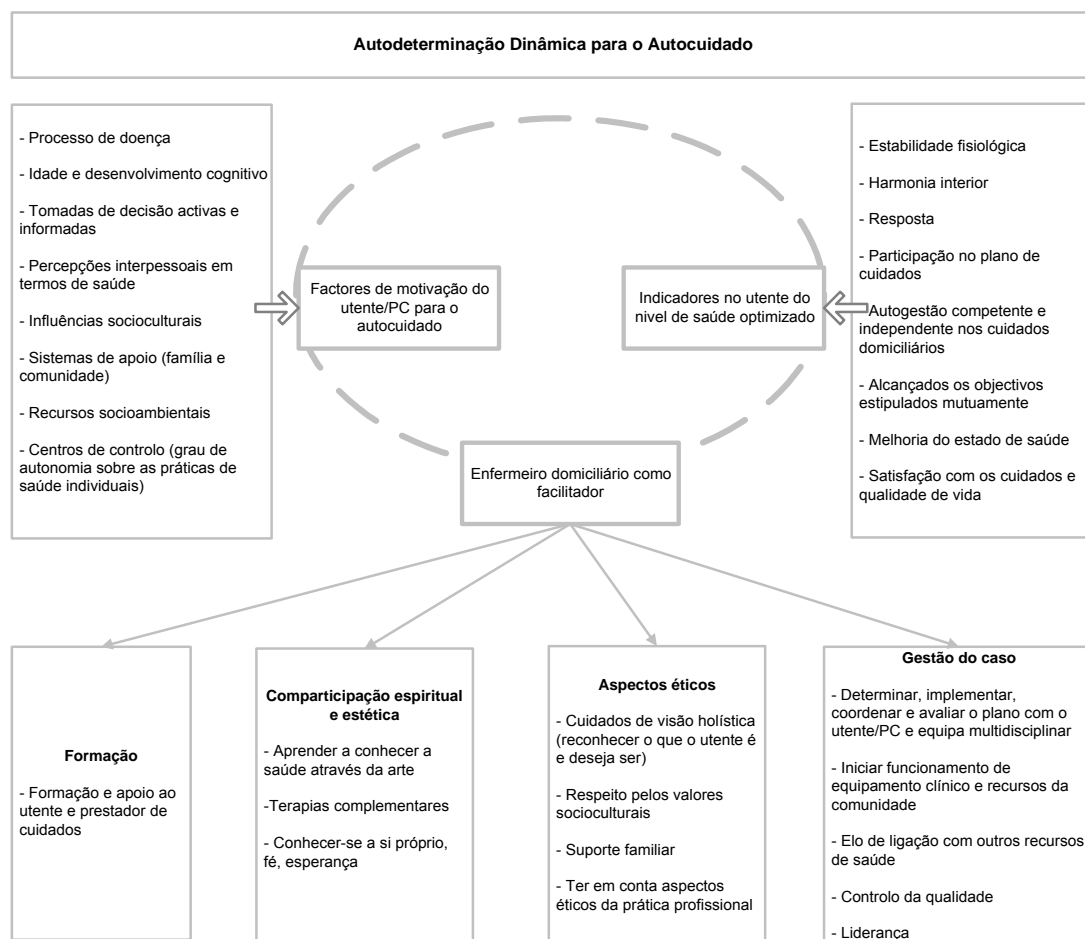 Autodeterminação Dinâmica para o Autocuidado
- Processo de doença
- Idade e desenvolvimento cognitivo
- Tomadas de decisão activas e
informadas
- Percepções interpessoais em
termos de saúde
- Influências socioculturais
- Sistemas de apoio (família e
comunidade)
- Recursos socioambientais
- Centros de controlo (grau de
autonomia sobre as práticas de
saúde individuais)
Factores de motivação do
utente/PC para o
autocuidado
Indicadores no utente do
nivel de saúde optimizado
- Estabilidade fisiológica
- Harmonia interior
- Resposta
- Participação no plano de
cuidados
- Autogestão competente e
independente nos cuidados
domiciliários
- Alcançados os objectivos
estipulados mutuamente
- Melhoria do estado de saúde
- Satisfação com os cuidados e
qualidade de vida
Enfermeiro domiciliário como
facilitador
Formação
- Formação e apoio ao
utente e prestador de
cuidados
Comparticipação espiritual
e estética
- Aprender a conhecer a
saúde através da arte
-Terapias complementares
- Conhecer-se a si próprio,
fé, esperança
Aspectos éticos
- Cuidados de visão holística
(reconhecer o que o utente é
e deseja ser)
- Respeito pelos valores
socioculturais
- Suporte familiar
- Ter em conta aspectos
éticos da prática profissional
Gestão do caso
- Determinar, implementar,
coordenar e avaliar o plano com o
utente/PC e equipa multidisciplinar
- Iniciar funcionamento de
equipamento clínico e recursos da
comunidade
- Elo de ligação com outros recursos
de saúde
- Controlo da qualidade
- Liderança